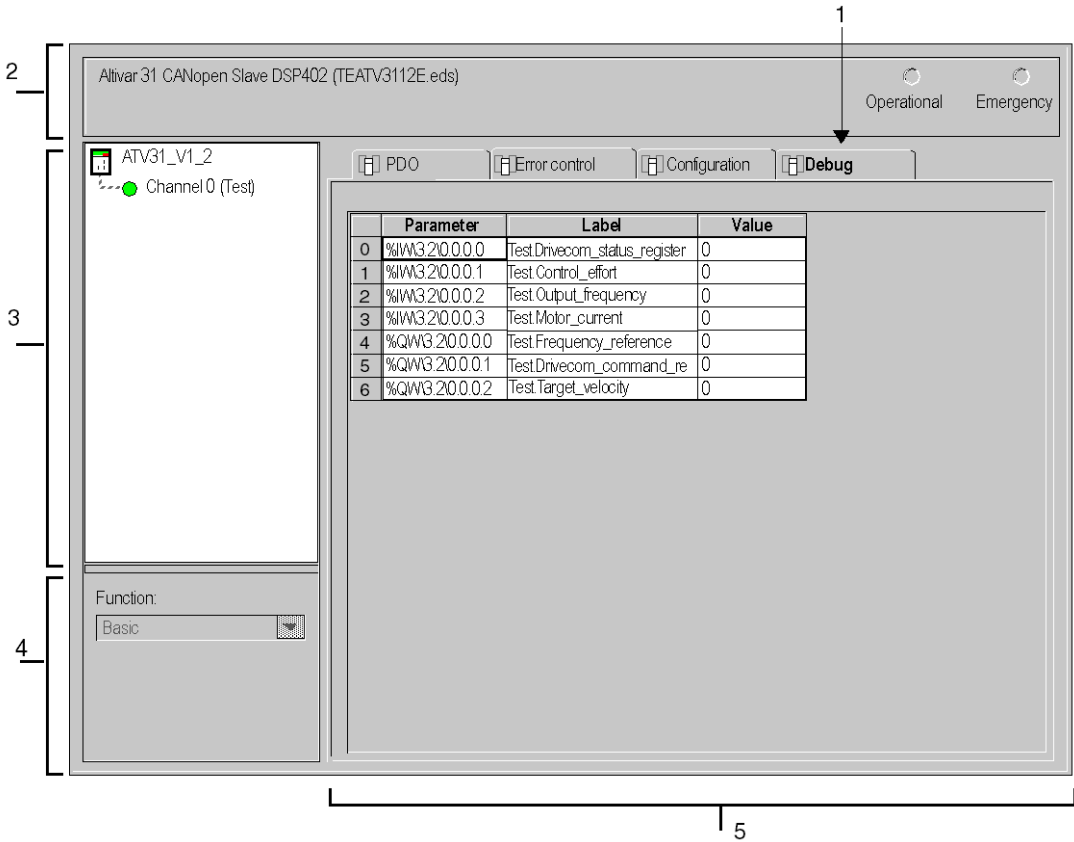 1
2
Altivar 31 CANopen Slave DSP402 (TEATV3112E.eds)
Operational Emergency
3
ATV31_V1_2
Channel 0 (Test)
PDO Error control Configuration Debug
Parameter Label Value
0 %IW\3.2\0.0.0.0 Test.Drivecom_status_register 0
1 %IW\3.2\0.0.0.1 Test.Control_effort 0
2 %IW\3.2\0.0.0.2 Test.Output_frequency 0
3 %IW\3.2\0.0.0.3 Test.Motor_current 0
4 %QW\3.2\0.0.0.0 Test.Frequency_reference 0
5 %QW\3.2\0.0.0.1 Test.Drivecom_command_re 0
6 %QW\3.2\0.0.0.2 Test.Target_velocity 0
4
Function:
Basic
5